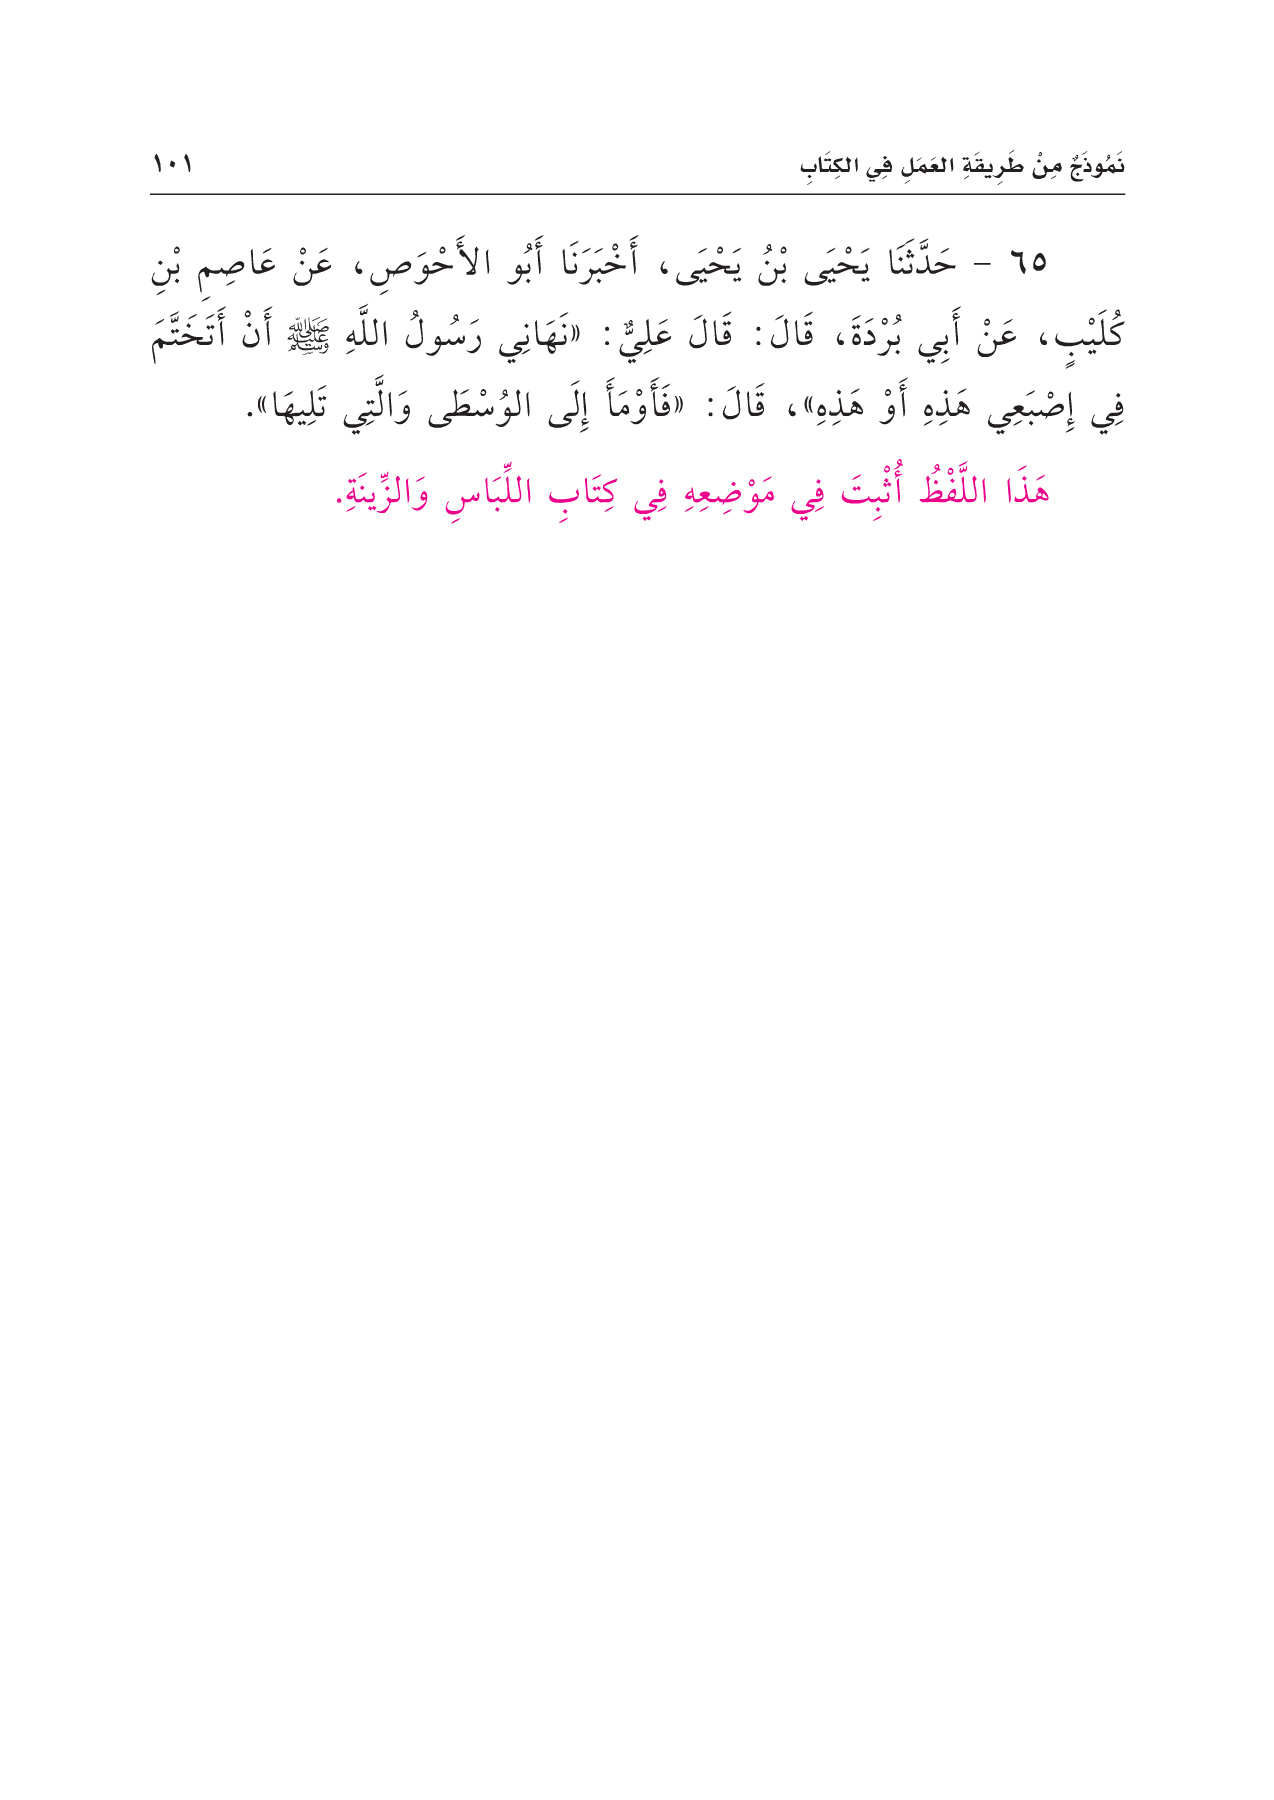 نَمُوذَجٌ مِنْ طَرِيقَةِ العَمَلِ فِي الكِتَابِ ١٠١
٦٥ – حَدَّثَنَا يَحْيَى بْنُ يَحْيَى، أَخْبَرَنَا أَبُو الأَحْوَصِ، عَنْ عَاصِمِ بْنِ
كُلَيْبٍ، عَنْ أَبِي بُرْدَةَ، قَالَ: قَالَ عَلِيٌّ: «نَهَانِي رَسُولُ اللَّهِ ﷺ أَنْ أَتَخَتَّمَ
فِي إِصْبَعِي هَذِهِ أَوْ هَذِهِ»، قَالَ: «فَأَوْمَأَ إِلَى الوُسْطَى وَالَّتِي تَلِيهَا».
هَذَا اللَّفْظُ أُثْبِتَ فِي مَوْضِعِهِ فِي كِتَابِ اللِّبَاسِ وَالزِّينَةِ.